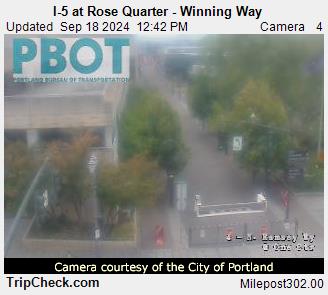 I-5 at Rose Quarter - Winning Way
Updated Sep 18 2024 12:42 PM Camera 4
PBOT
PORTLAND BUREAU OF TRANSPORTATION
Camera courtesy of the City of Portland
TripCheck.com Milepost302.00